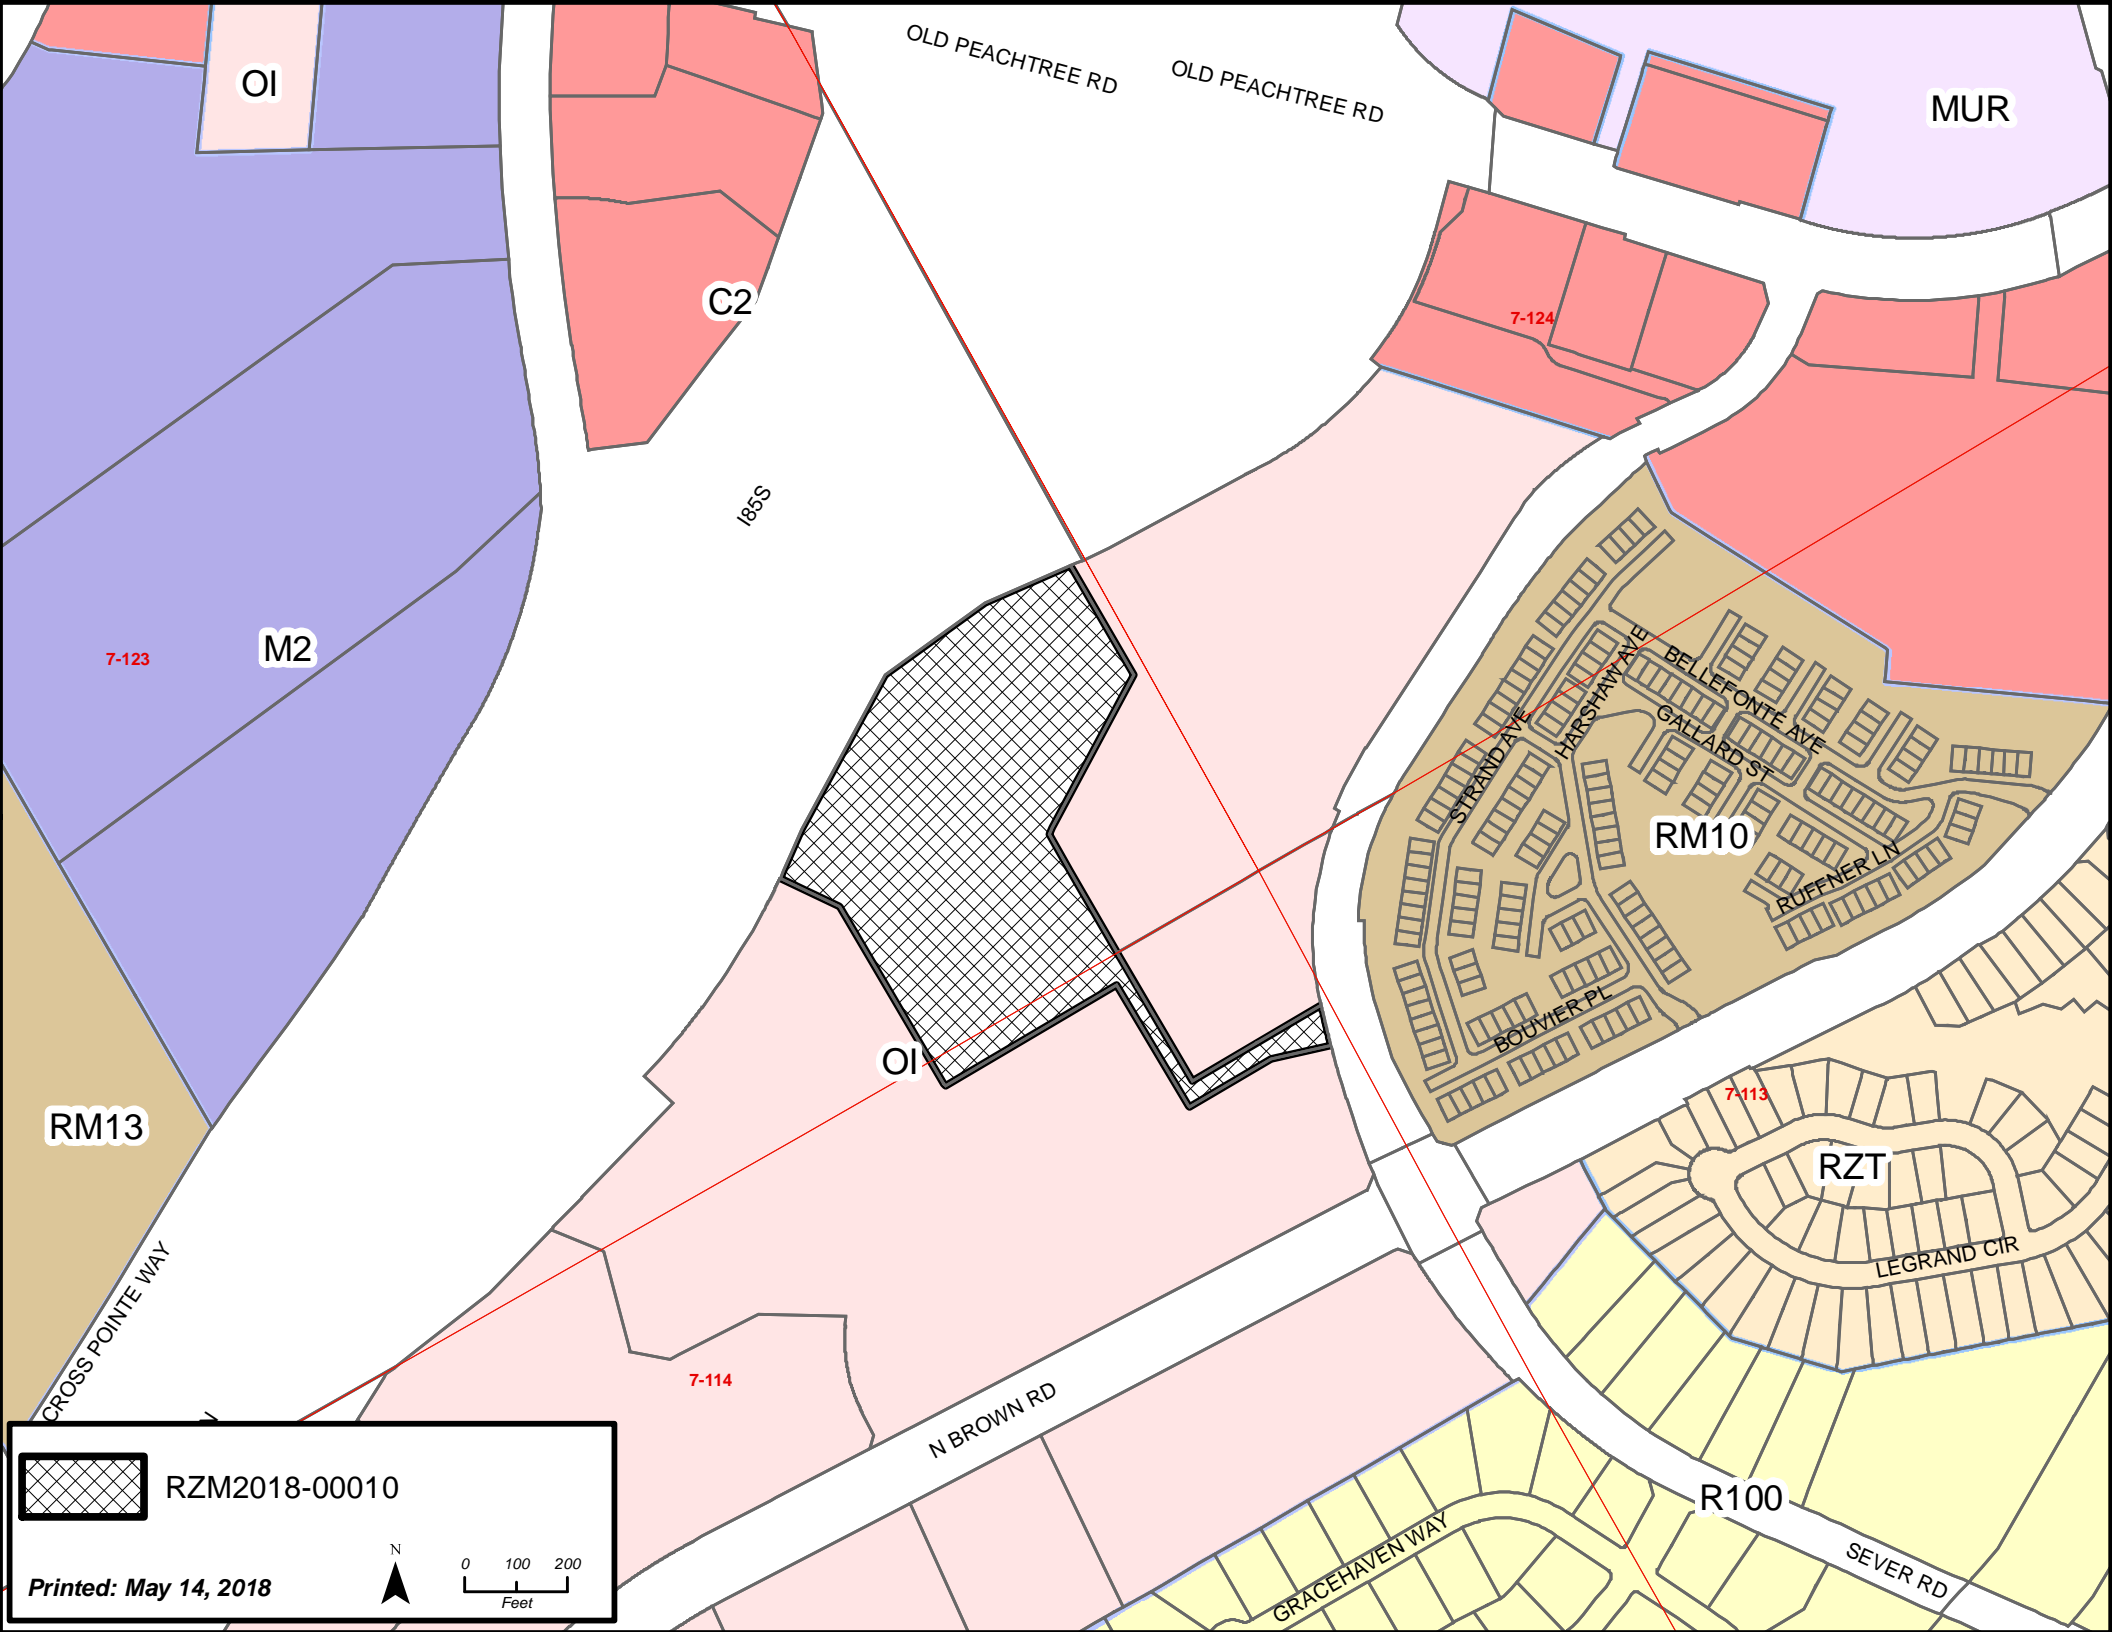 OLD PEACHTREE RD
OLD PEACHTREE RD
OI
MUR
C2
7-124
I85S
M2
7-123
BELLEFONTE AVE
HARSHAW AVE
GALLARD ST
STRAND AVE
RM10
RUFFNER LN
BOUVIER PL
OI
7-113
RM13
RZT
LEGRAND CIR
CROSS POINTE WAY
7-114
N BROWN RD
R100
GRACEHAVEN WAY
SEVER RD
RZM2018-00010
N
0 100 200
Feet
Printed: May 14, 2018